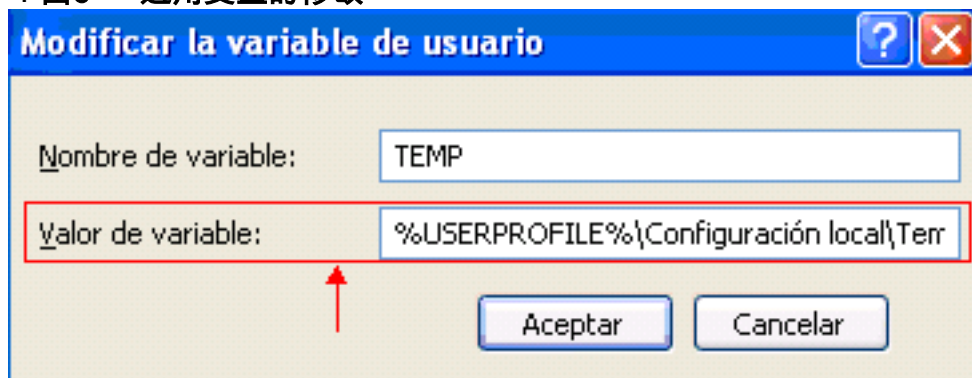 Modificar la variable de usuario
Nombre de variable: TEMP
Valor de variable: %USERPROFILE%\Configuración local\Tem
Aceptar Cancelar